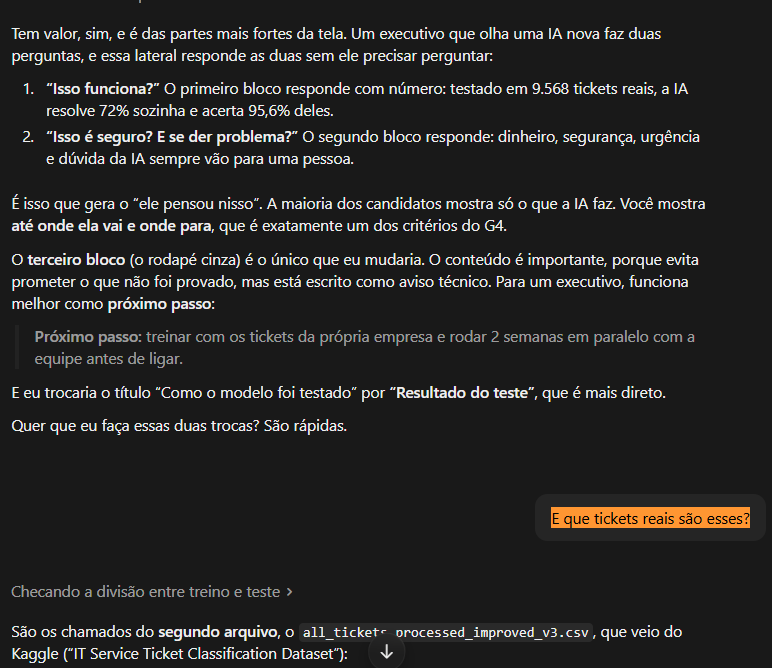 Tem valor, sim, e é das partes mais fortes da tela. Um executivo que olha uma IA nova faz duas
perguntas, e essa lateral responde as duas sem ele precisar perguntar:
1. “Isso funciona?” O primeiro bloco responde com número: testado em 9.568 tickets reais, a IA
resolve 72% sozinha e acerta 95,6% deles.
2. “Isso é seguro? E se der problema?” O segundo bloco responde: dinheiro, segurança, urgência
e dúvida da IA sempre vão para uma pessoa.
É isso que gera o “ele pensou nisso”. A maioria dos candidatos mostra só o que a IA faz. Você mostra
até onde ela vai e onde para, que é exatamente um dos critérios do G4.
O terceiro bloco (o rodapé cinza) é o único que eu mudaria. O conteúdo é importante, porque evita
prometer o que não foi provado, mas está escrito como aviso técnico. Para um executivo, funciona
melhor como próximo passo:
Próximo passo: treinar com os tickets da própria empresa e rodar 2 semanas em paralelo com a
equipe antes de ligar.
E eu trocaria o título “Como o modelo foi testado” por “Resultado do teste”, que é mais direto.
Quer que eu faça essas duas trocas? São rápidas.
E que tickets reais são esses?
Checando a divisão entre treino e teste >
São os chamados do segundo arquivo, o all_tickets_processed_improved_v3.csv, que veio do
Kaggle (“IT Service Ticket Classification Dataset”):